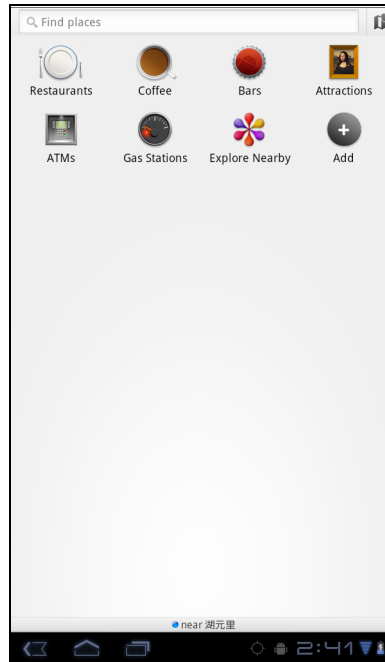 Find places
Restaurants Coffee Bars Attractions
ATMs Gas Stations Explore Nearby Add
near 湖元里
2:41